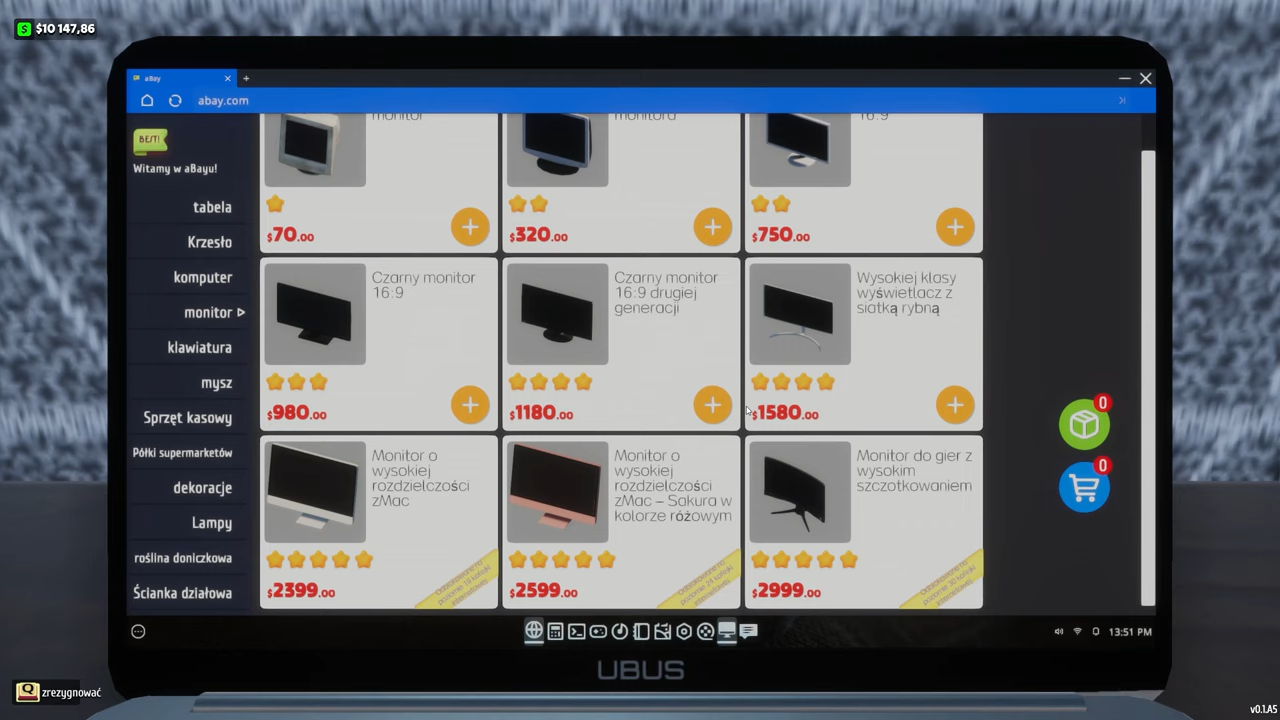 $10 147,86
aBay
abay.com
BEST!
Witamy w aBayu!
tabela
Krzesło
komputer
monitor
klawiatura
mysz
Sprzęt kasowy
Półki supermarketów
dekoracje
Lampy
roślina doniczkowa
Ścianka działowa
monitor
$70.00
monitora
$320.00
16:9
$750.00
Czarny monitor
16:9
$980.00
Czarny monitor
16:9 drugiej
generacji
$1180.00
Wysokiej klasy
wyświetlacz z
siatką rybną
$1580.00
Monitor o
wysokiej
rozdzielczości
zMac
$2399.00
Monitor o
wysokiej
rozdzielczości
zMac – Sakura w
kolorze różowym
$2599.00
Monitor do gier z
wysokim
szczotkowaniem
$2999.00
0
0
13:51 PM
UBUS
Q zrezygnować
v0.1.A5